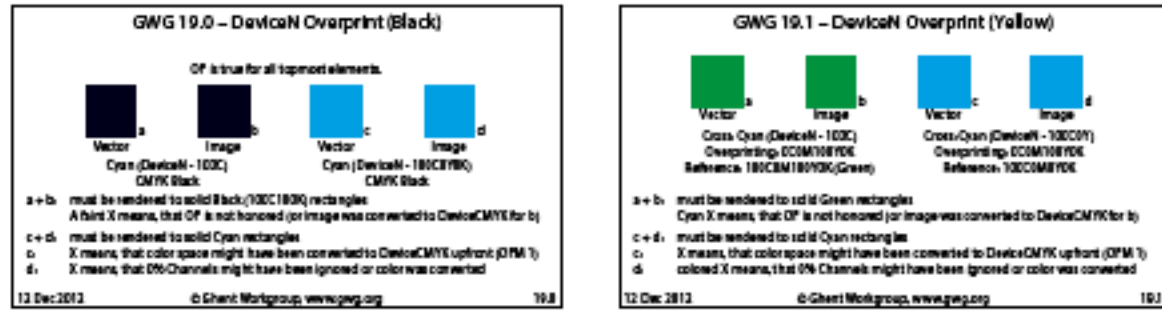 GWG 19.0 – DeviceN Overprint (Black)
OP is true for all topmost elements.
a b c d
Vector Image Vector Image
Cyan (DeviceN - 100C) Cyan (DeviceN - 100C0Y0K)
CMYK Black CMYK Black
a + b: must be rendered to solid Black (100C100K) rectangles
A faint X means, that OP is not honored (or image was converted to DeviceCMYK for b)
c + d: must be rendered to solid Cyan rectangles
c: X means, that color space might have been converted to DeviceCMYK upfront (OPM 1)
d: X means, that 0% Channels might have been ignored or color was converted
12 Dec 2012 © Ghent Workgroup, www.gwg.org 19.0
GWG 19.1 – DeviceN Overprint (Yellow)
a b c d
Vector Image Vector Image
Cross: Cyan (DeviceN - 100C) Cross: Cyan (DeviceN - 100C0Y)
Overprinting: 0C0M100Y0K Overprinting: 0C0M100Y0K
Reference: 100C0M100Y0K (Green) Reference: 100C0M0Y0K
a + b: must be rendered to solid Green rectangles
Cyan X means, that OP is not honored (or image was converted to DeviceCMYK for b)
c + d: must be rendered to solid Cyan rectangles
c: X means, that color space might have been converted to DeviceCMYK upfront (OPM 1)
d: colored X means, that 0% Channels might have been ignored or color was converted
12 Dec 2012 © Ghent Workgroup, www.gwg.org 19.1